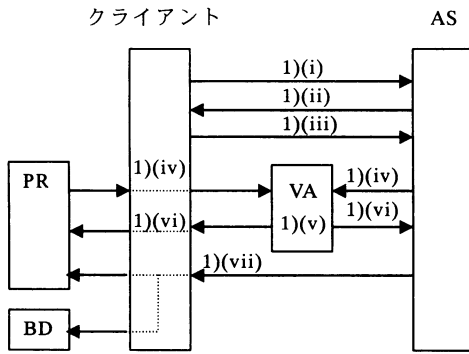 クライアント
AS
1)(i)
1)(ii)
1)(iii)
PR
1)(iv)
VA
1)(iv)
1)(vi)
1)(v)
1)(vi)
1)(vii)
BD